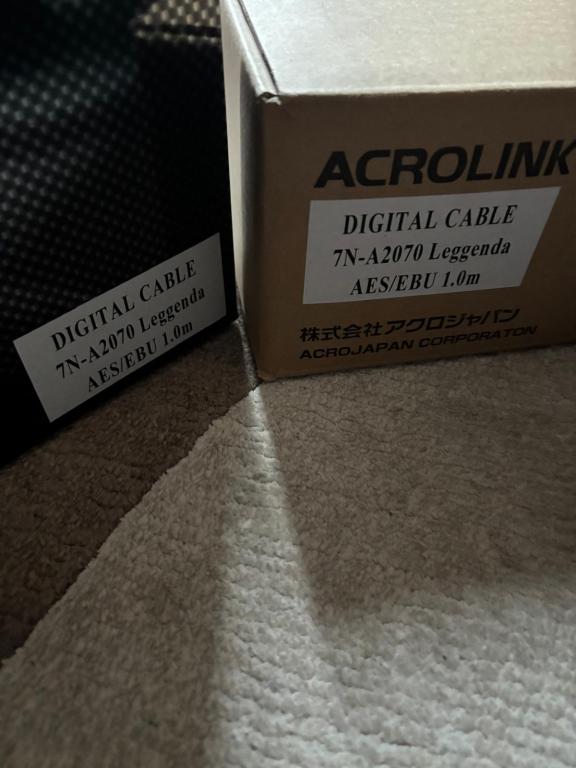 ACROLINK
DIGITAL CABLE
7N-A2070 Leggenda
AES/EBU 1.0m
株式会社アクロジャパン
ACROJAPAN CORPORATON
DIGITAL CABLE
7N-A2070 Leggenda
AES/EBU 1.0m